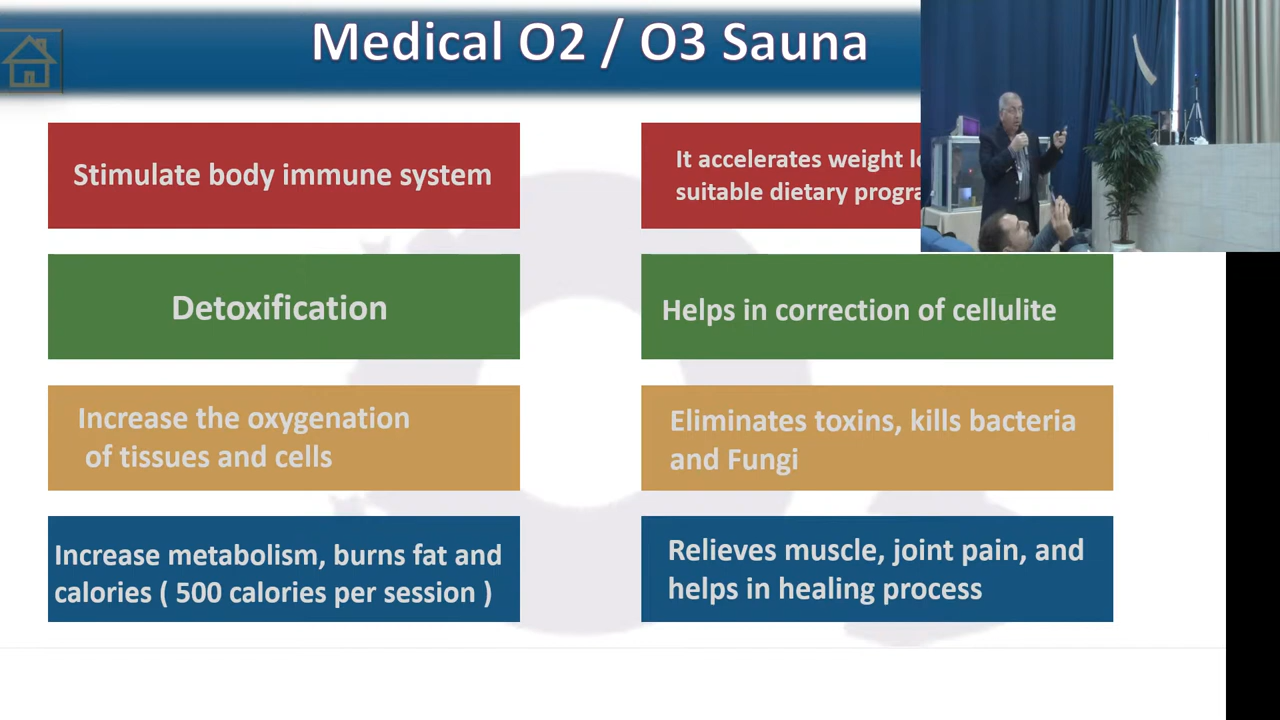 Medical O2 / O3 Sauna
Stimulate body immune system
It accelerates weight
suitable dietary
Detoxification
Helps in correction of cellulite
Increase the oxygenation
of tissues and cells
Eliminates toxins, kills bacteria
and Fungi
Increase metabolism, burns fat and
calories ( 500 calories per session )
Relieves muscle, joint pain, and
helps in healing process